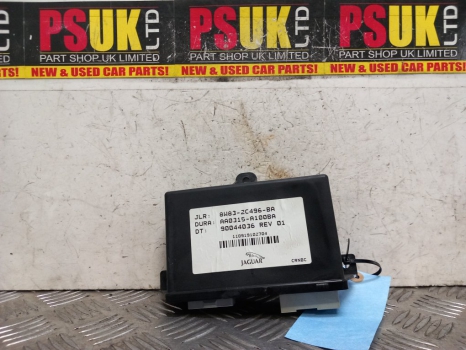 PSUK LTD
PART SHOP UK LIMITED
NEW & USED CAR PARTS!
PSUK LTD
PART SHOP UK LIMITED
NEW & USED CAR PARTS!
PSUK LTD
PART SHOP UK LIMITED
NEW & USED CAR PARTS!
JLR: 8W83-2C496-BA
DURA: AA0315-A100BA
DT: 90044036 REV 01
JAGUAR